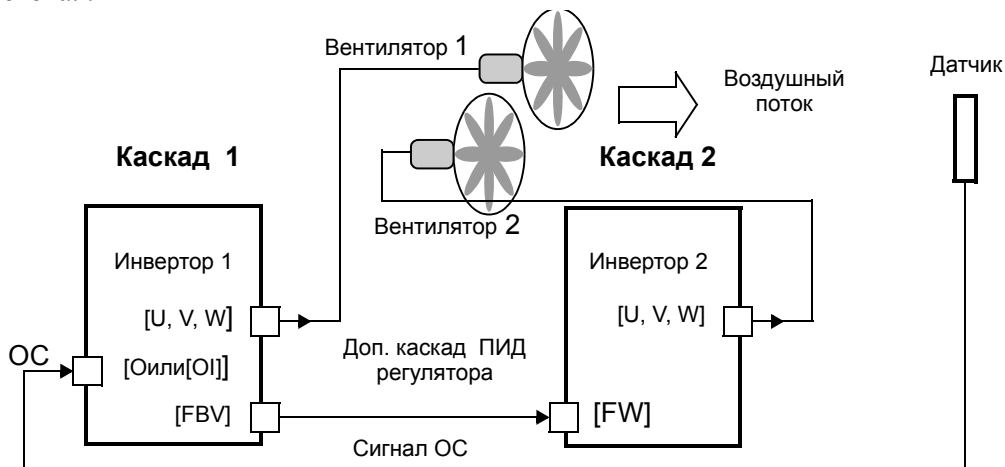 Вентилятор 1
Воздушный
поток
Датчик
Каскад 1
Каскад 2
Вентилятор 2
Инвертор 1
Инвертор 2
[U, V, W]
[U, V, W]
ОС
[Oили[OI]]
Доп. каскад ПИД
регулятора
[FBV]
[FW]
Сигнал ОС